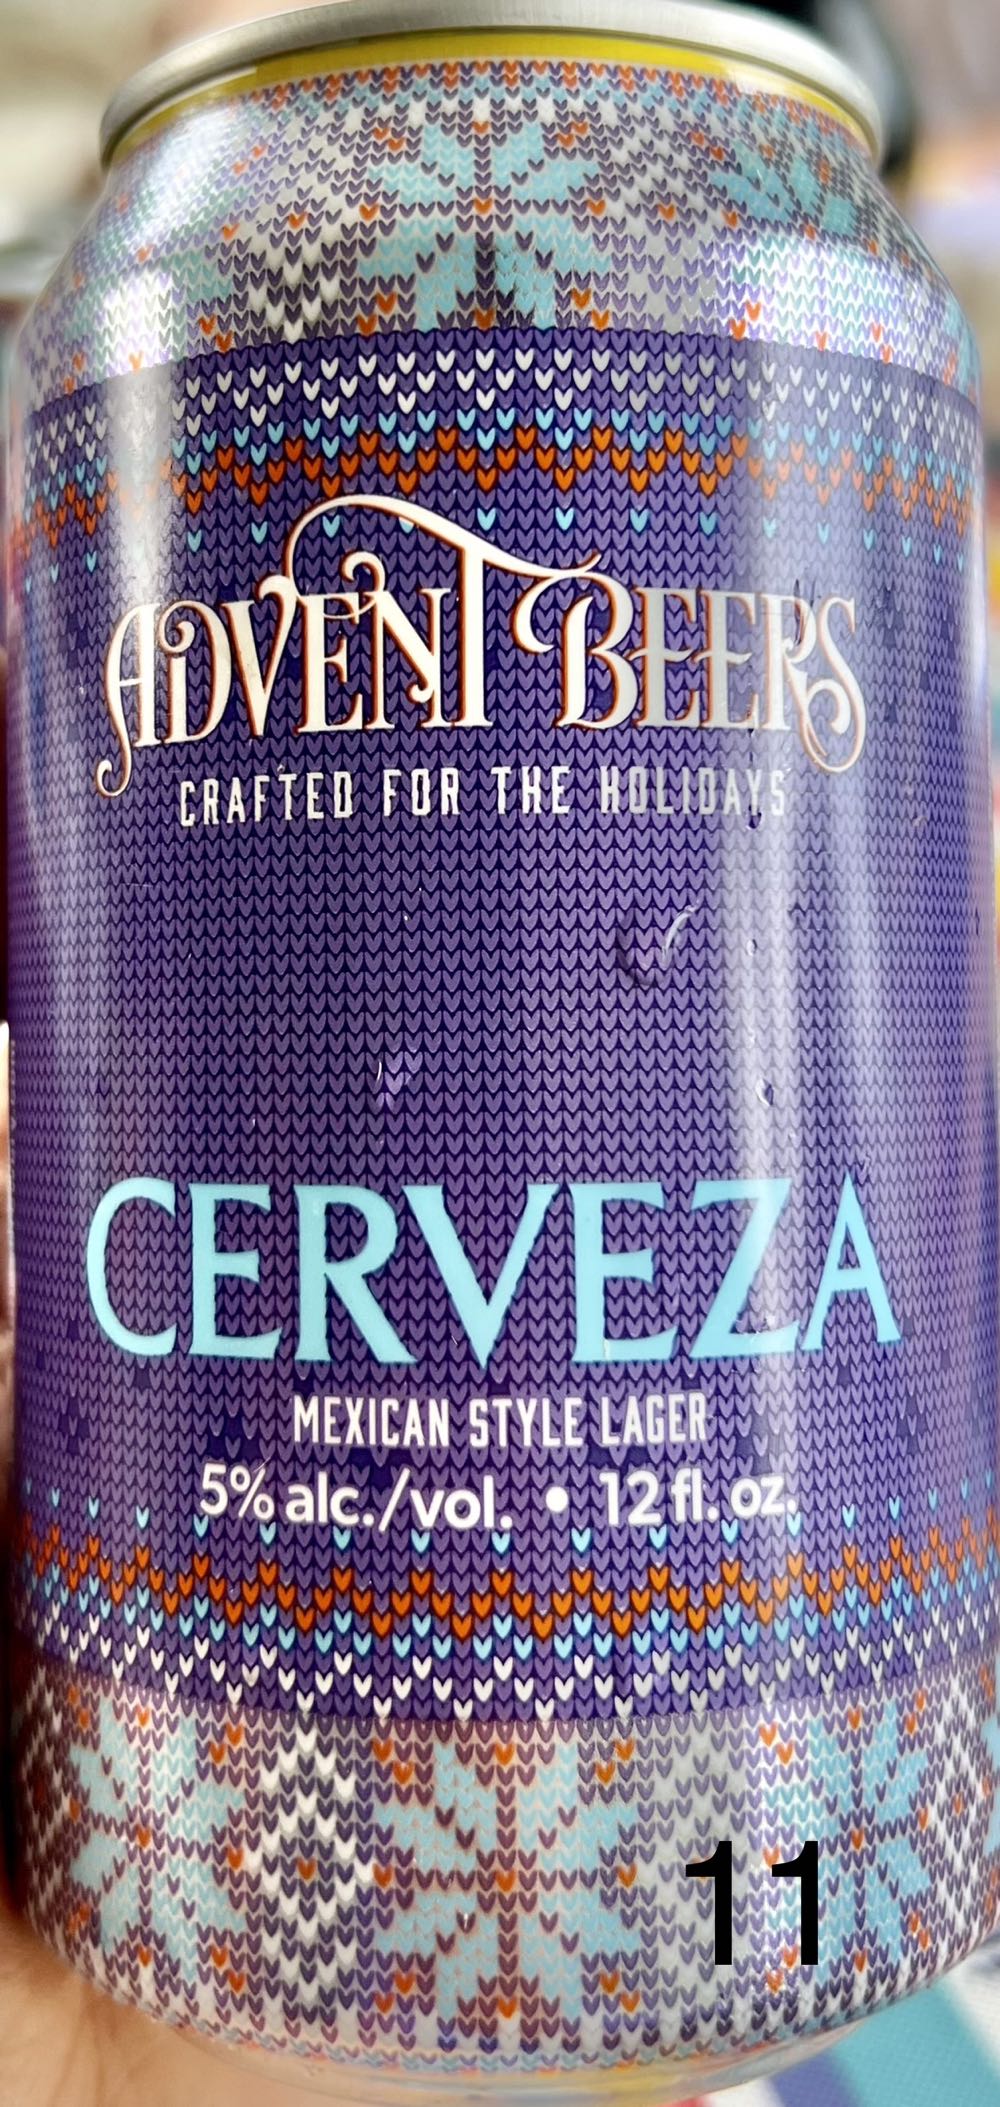 ADVENT BEERS
CRAFTED FOR THE HOLIDAYS
CERVEZA
MEXICAN STYLE LAGER
5% alc./vol. • 12 fl. oz.
11